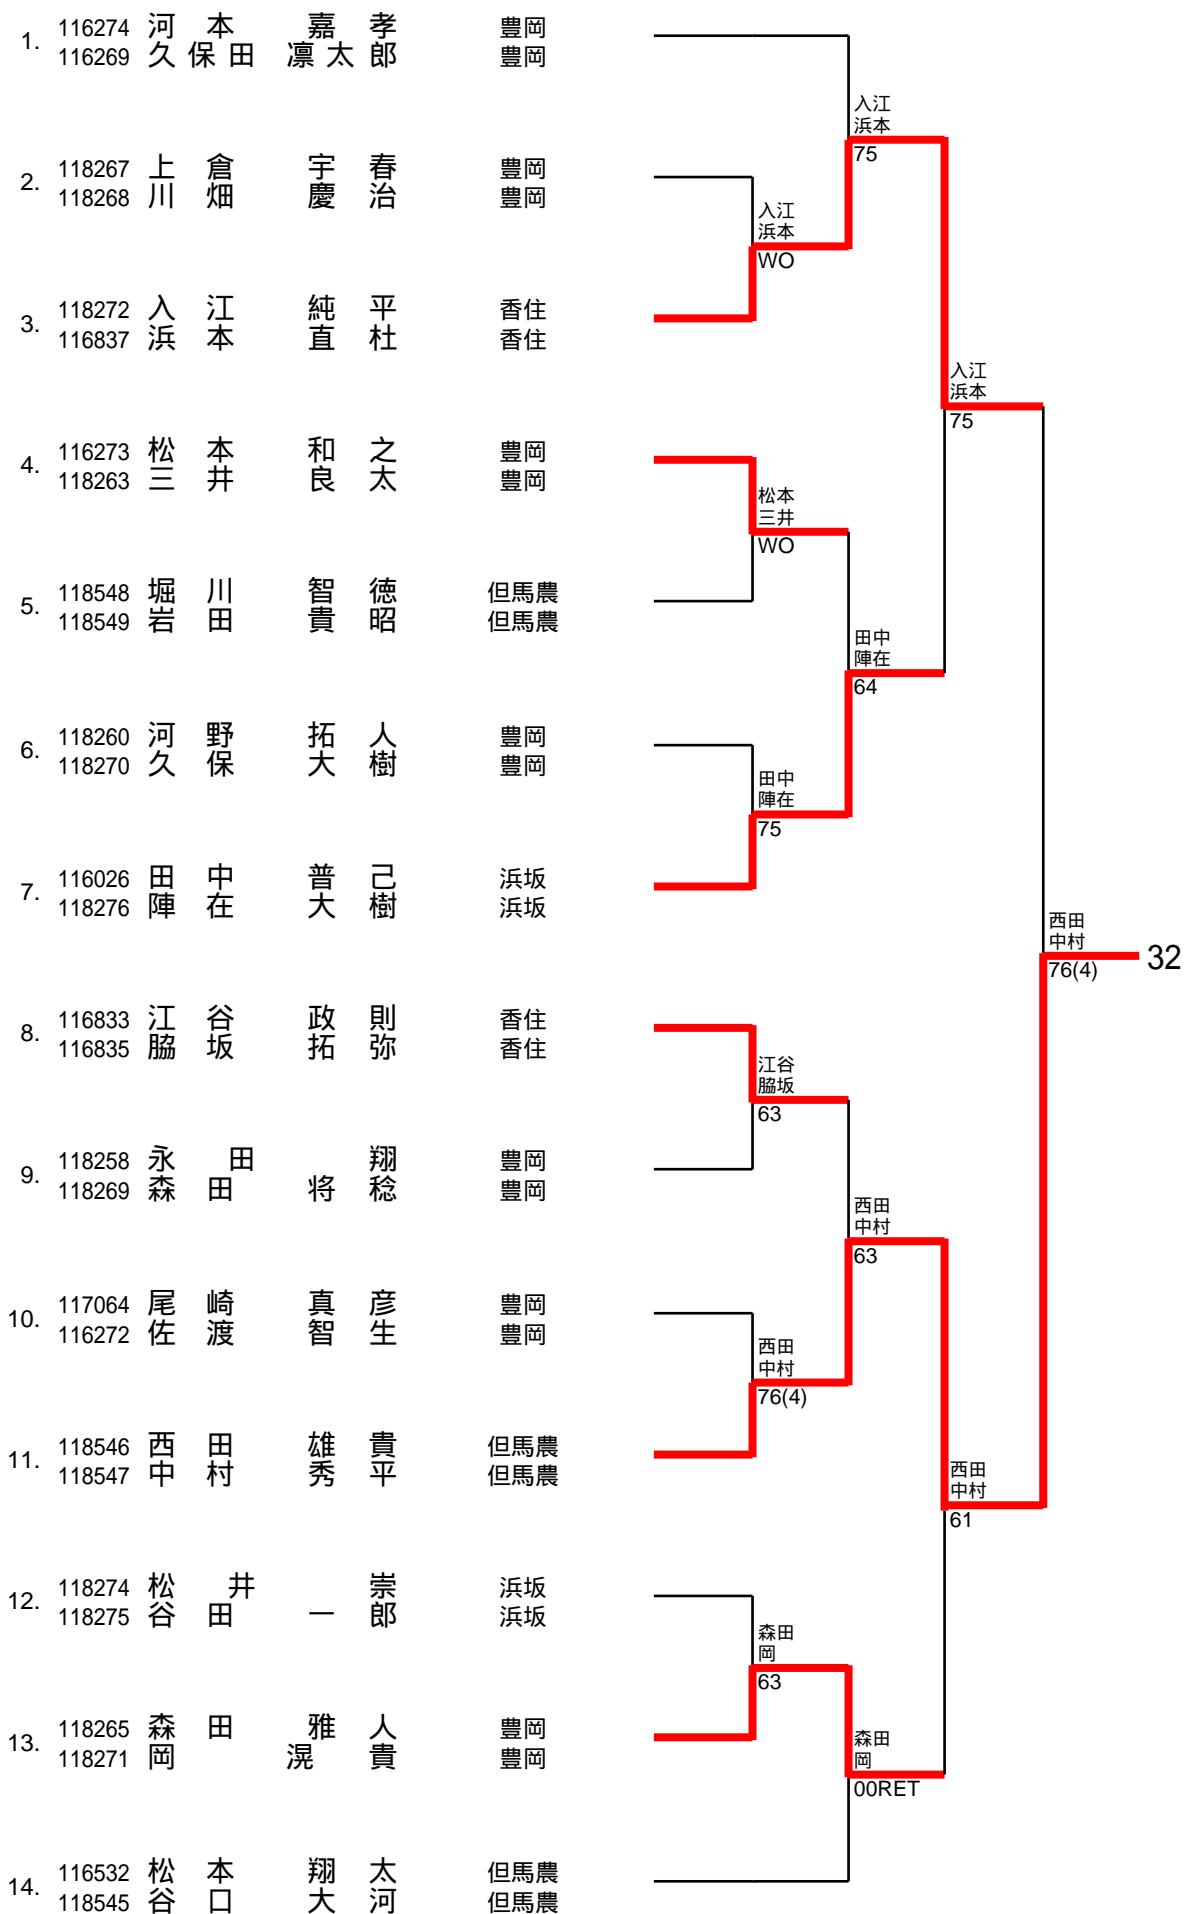 1. 116274 河本 嘉孝 豊岡
116269 久保田 凛太郎 豊岡
入江
浜本
75
2. 118267 上倉 宇春 豊岡
118268 川畑 慶治 豊岡
入江
浜本
WO
3. 118272 入江 純平 香住
116837 浜本 直杜 香住
入江
浜本
75
4. 116273 松本 和之 豊岡
118263 三井 良太 豊岡
松本
三井
WO
5. 118548 堀川 智徳 但馬農
118549 岩田 貴昭 但馬農
田中
陣在
64
6. 118260 河野 拓人 豊岡
118270 久保 大樹 豊岡
田中
陣在
75
7. 116026 田中 普己 浜坂
118276 陣在 大樹 浜坂
西田
中村
76(4)
32
8. 116833 江谷 政則 香住
116835 脇坂 拓弥 香住
江谷
脇坂
63
9. 118258 永田 翔 豊岡
118269 森田 将稔 豊岡
西田
中村
63
10. 117064 尾崎 真彦 豊岡
116272 佐渡 智生 豊岡
西田
中村
76(4)
11. 118546 西田 雄貴 但馬農
118547 中村 秀平 但馬農
西田
中村
61
12. 118274 松井 崇 浜坂
118275 谷田 一郎 浜坂
森田
岡
63
13. 118265 森田 雅人 豊岡
118271 岡 滉貴 豊岡
森田
岡
00RET
14. 116532 松本 翔太 但馬農
118545 谷口 大河 但馬農